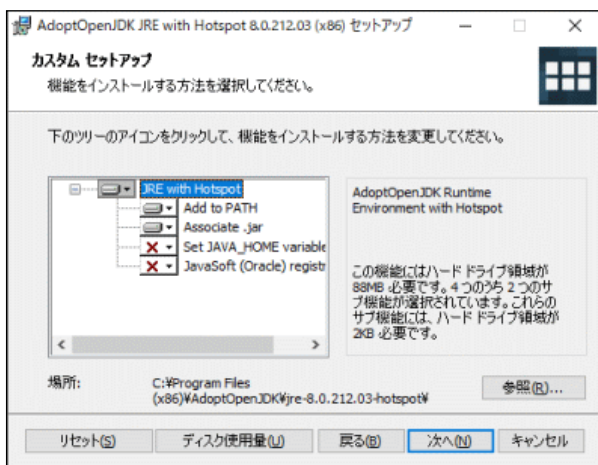 AdoptOpenJDK JRE with Hotspot 8.0.212.03 (x86) セットアップ
カスタム セットアップ
機能をインストールする方法を選択してください。
下のツリーのアイコンをクリックして、機能をインストールする方法を変更してください。
JRE with Hotspot
Add to PATH
Associate .jar
Set JAVA_HOME variable
JavaSoft (Oracle) registr
AdoptOpenJDK Runtime
Environment with Hotspot
この機能にはハード ドライブ領域が
88MB 必要です。4 つのうち 2 つのサ
ブ機能が選択されています。これらの
サブ機能には、ハード ドライブ領域が
2KB 必要です。
場所:
C:¥Program Files
(x86)¥AdoptOpenJDK¥jre-8.0.212.03-hotspot¥
参照(R)...
リセット(S)
ディスク使用量(U)
戻る(B)
次へ(N)
キャンセル